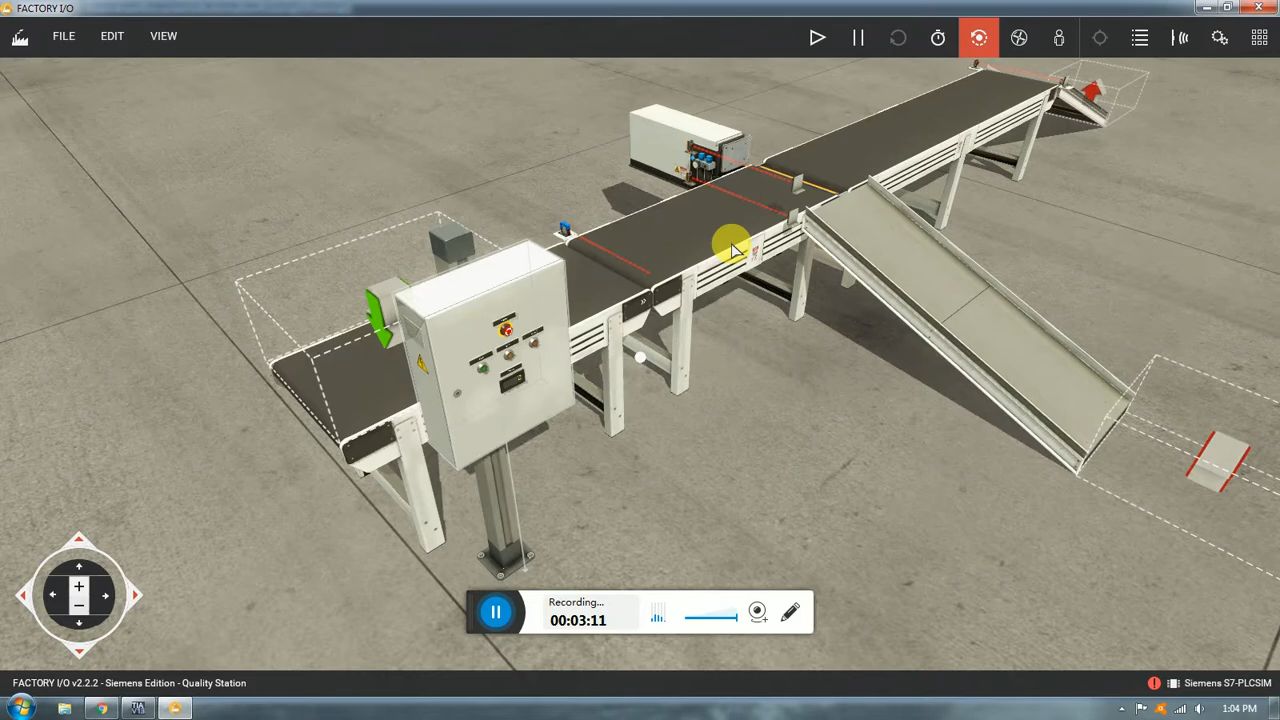 FACTORY I/O
FILE
EDIT
VIEW
Recording...
00:03:11
FACTORY I/O v2.2.2 - Siemens Edition - Quality Station
Siemens S7-PLCSIM
TIA
1:04 PM